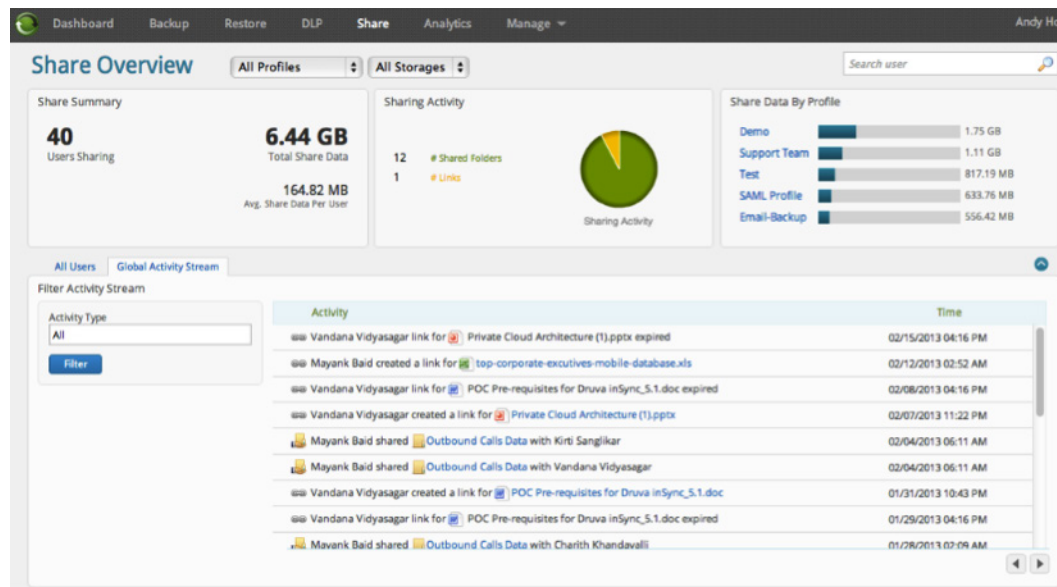 Dashboard Backup Restore DLP Share Analytics Manage Andy Ho
Share Overview All Profiles All Storages Search user
Share Summary
40
Users Sharing
6.44 GB
Total Share Data
164.82 MB
Avg. Share Data Per User
Sharing Activity
12 # Shared Folders
1 # Links
Sharing Activity
Share Data By Profile
Demo 1.75 GB
Support Team 1.11 GB
Test 817.19 MB
SAML Profile 633.76 MB
Email-Backup 556.42 MB
All Users Global Activity Stream
Filter Activity Stream
Activity Type
All
Filter
Activity Time
Vandana Vidyasagar link for Private Cloud Architecture (1).pptx expired 02/15/2013 04:16 PM
Mayank Baid created a link for top-corporate-excutives-mobile-database.xls 02/12/2013 02:52 AM
Vandana Vidyasagar link for POC Pre-requisites for Druva inSync_5.1.doc expired 02/08/2013 04:16 PM
Vandana Vidyasagar created a link for Private Cloud Architecture (1).pptx 02/07/2013 11:22 PM
Mayank Baid shared Outbound Calls Data with Kirti Sanglikar 02/04/2013 06:11 AM
Mayank Baid shared Outbound Calls Data with Vandana Vidyasagar 02/04/2013 06:11 AM
Vandana Vidyasagar created a link for POC Pre-requisites for Druva inSync_5.1.doc 01/31/2013 10:43 PM
Vandana Vidyasagar link for POC Pre-requisites for Druva inSync_5.1.doc expired 01/29/2013 04:16 PM
Mayank Baid shared Outbound Calls Data with Charith Khandavalli 01/28/2013 02:09 AM